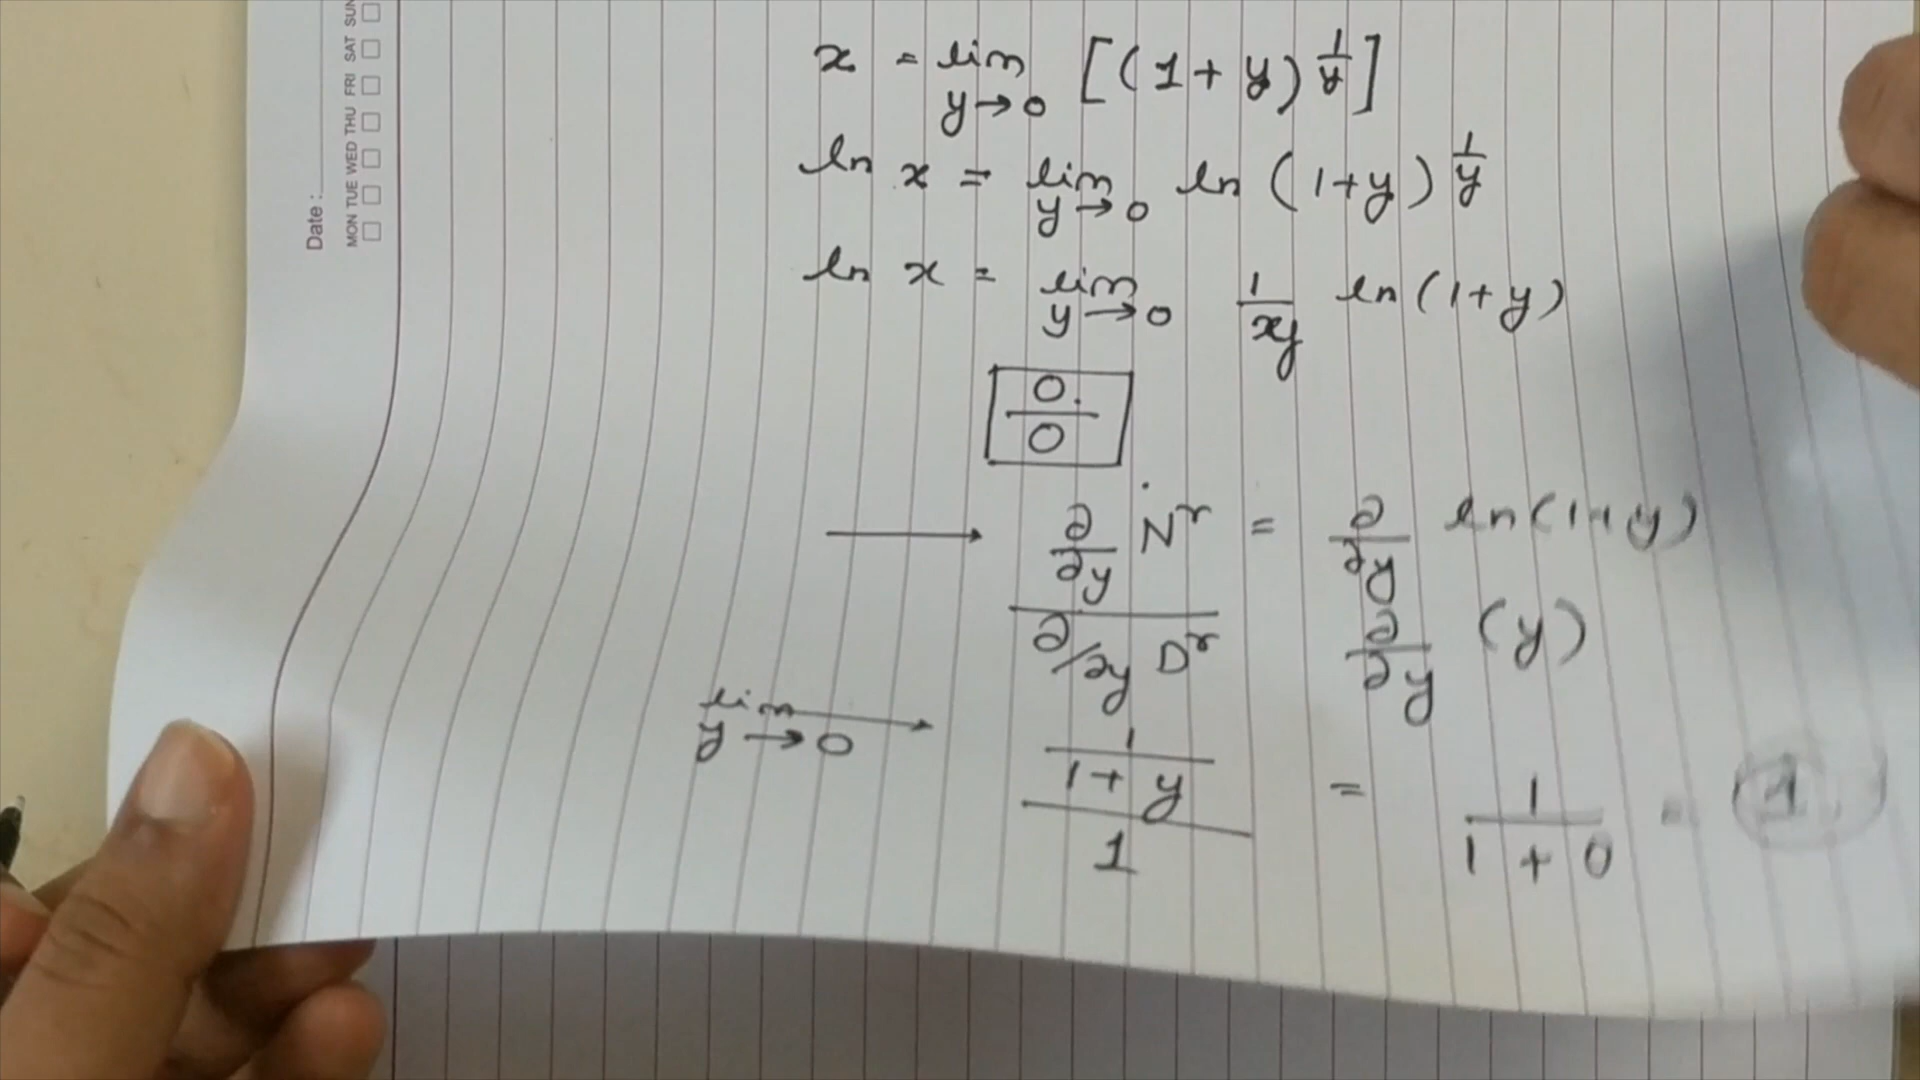 x = lim [(1 + y)^1/y]
y→0
ln x = lim ln (1+y)^1/y
y→0
ln x = lim 1/xy ln(1+y)
y→0
0/0
→ ∂/∂y N^r = ∂/∂y ln(1+y)
∂/∂y D^r ∂/∂y (y)
lim → 1/1+y = 1/1+0 = 1
y→0 1
Date :
MON TUE WED THU FRI SAT SUN